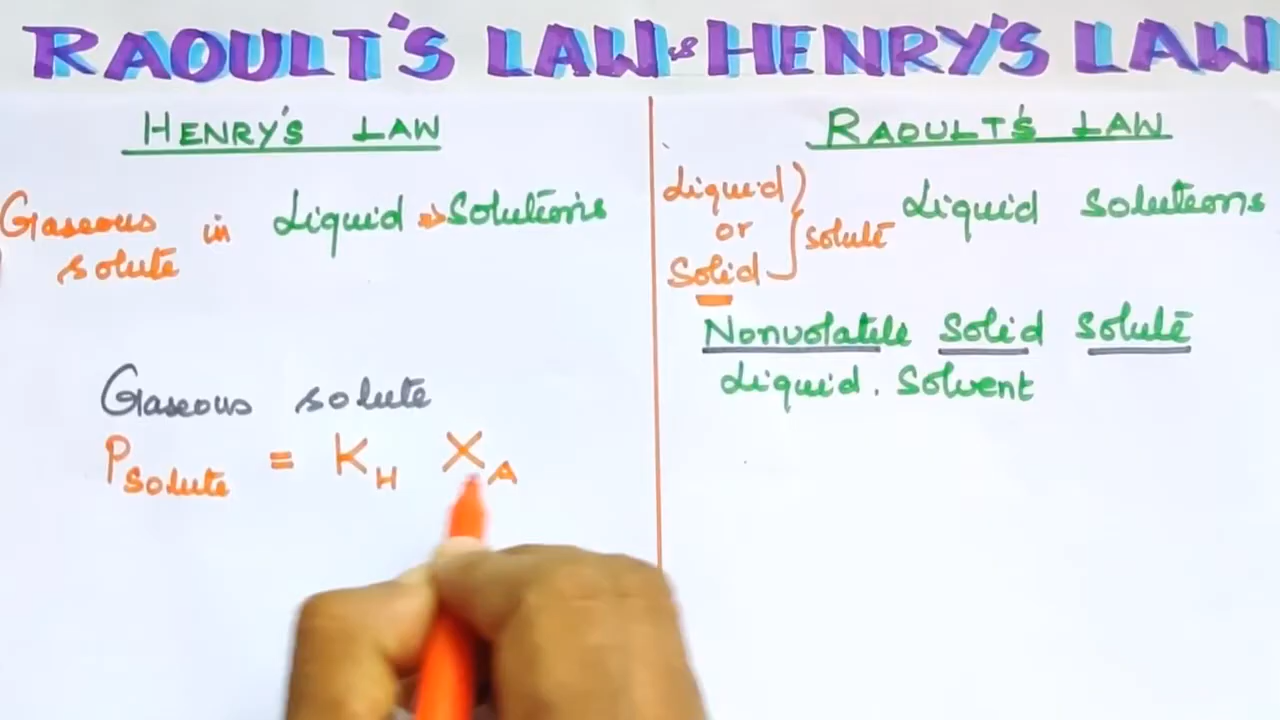 RAOULT'S LAW & HENRY'S LAW
HENRY'S LAW
Gaseous in Liquid ⇒ Solutions
solute
Gaseous solute
P solute = K H X A
RAOULT'S LAW
Liquid
or
Solid
} solute
Liquid Solutions
Nonvolatile Solid Solute
Liquid. Solvent